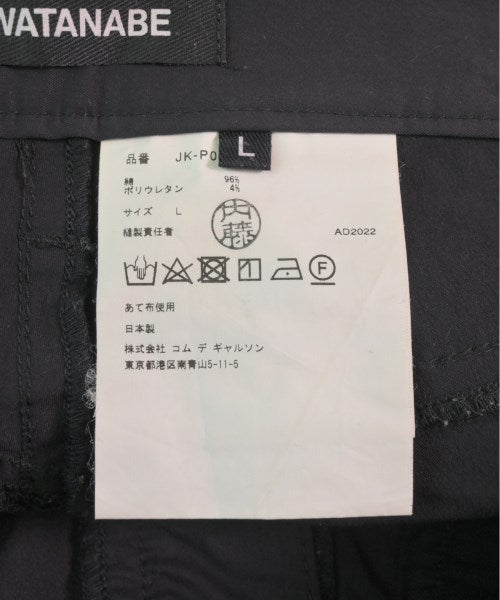 WATANABE
L
品番 JK-P0
綿 96%
ポリウレタン 4%
サイズ L
縫製責任者 内藤 AD2022
F
あて布使用
日本製
株式会社 コム デ ギャルソン
東京都港区南青山5-11-5